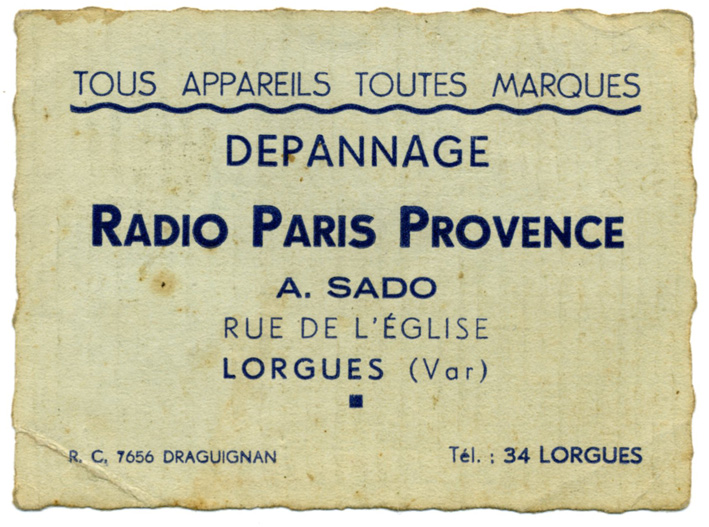 TOUS APPAREILS TOUTES MARQUES
DEPANNAGE
RADIO PARIS PROVENCE
A. SADO
RUE DE L'ÉGLISE
LORGUES (Var)
R. C. 7656 DRAGUIGNAN
Tél. : 34 LORGUES